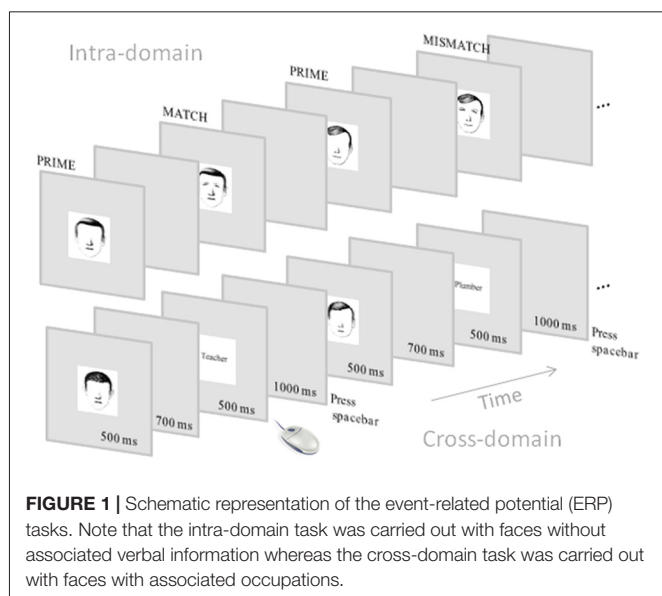 Intra-domain
MISMATCH
PRIME
MATCH
PRIME
...
Plumber
...
Teacher
1000 ms
Press
spacebar
500 ms
700 ms
500 ms
1000 ms
Press
spacebar
500 ms
700 ms
500 ms
Time
Cross-domain
FIGURE 1 | Schematic representation of the event-related potential (ERP)
tasks. Note that the intra-domain task was carried out with faces without
associated verbal information whereas the cross-domain task was carried out
with faces with associated occupations.